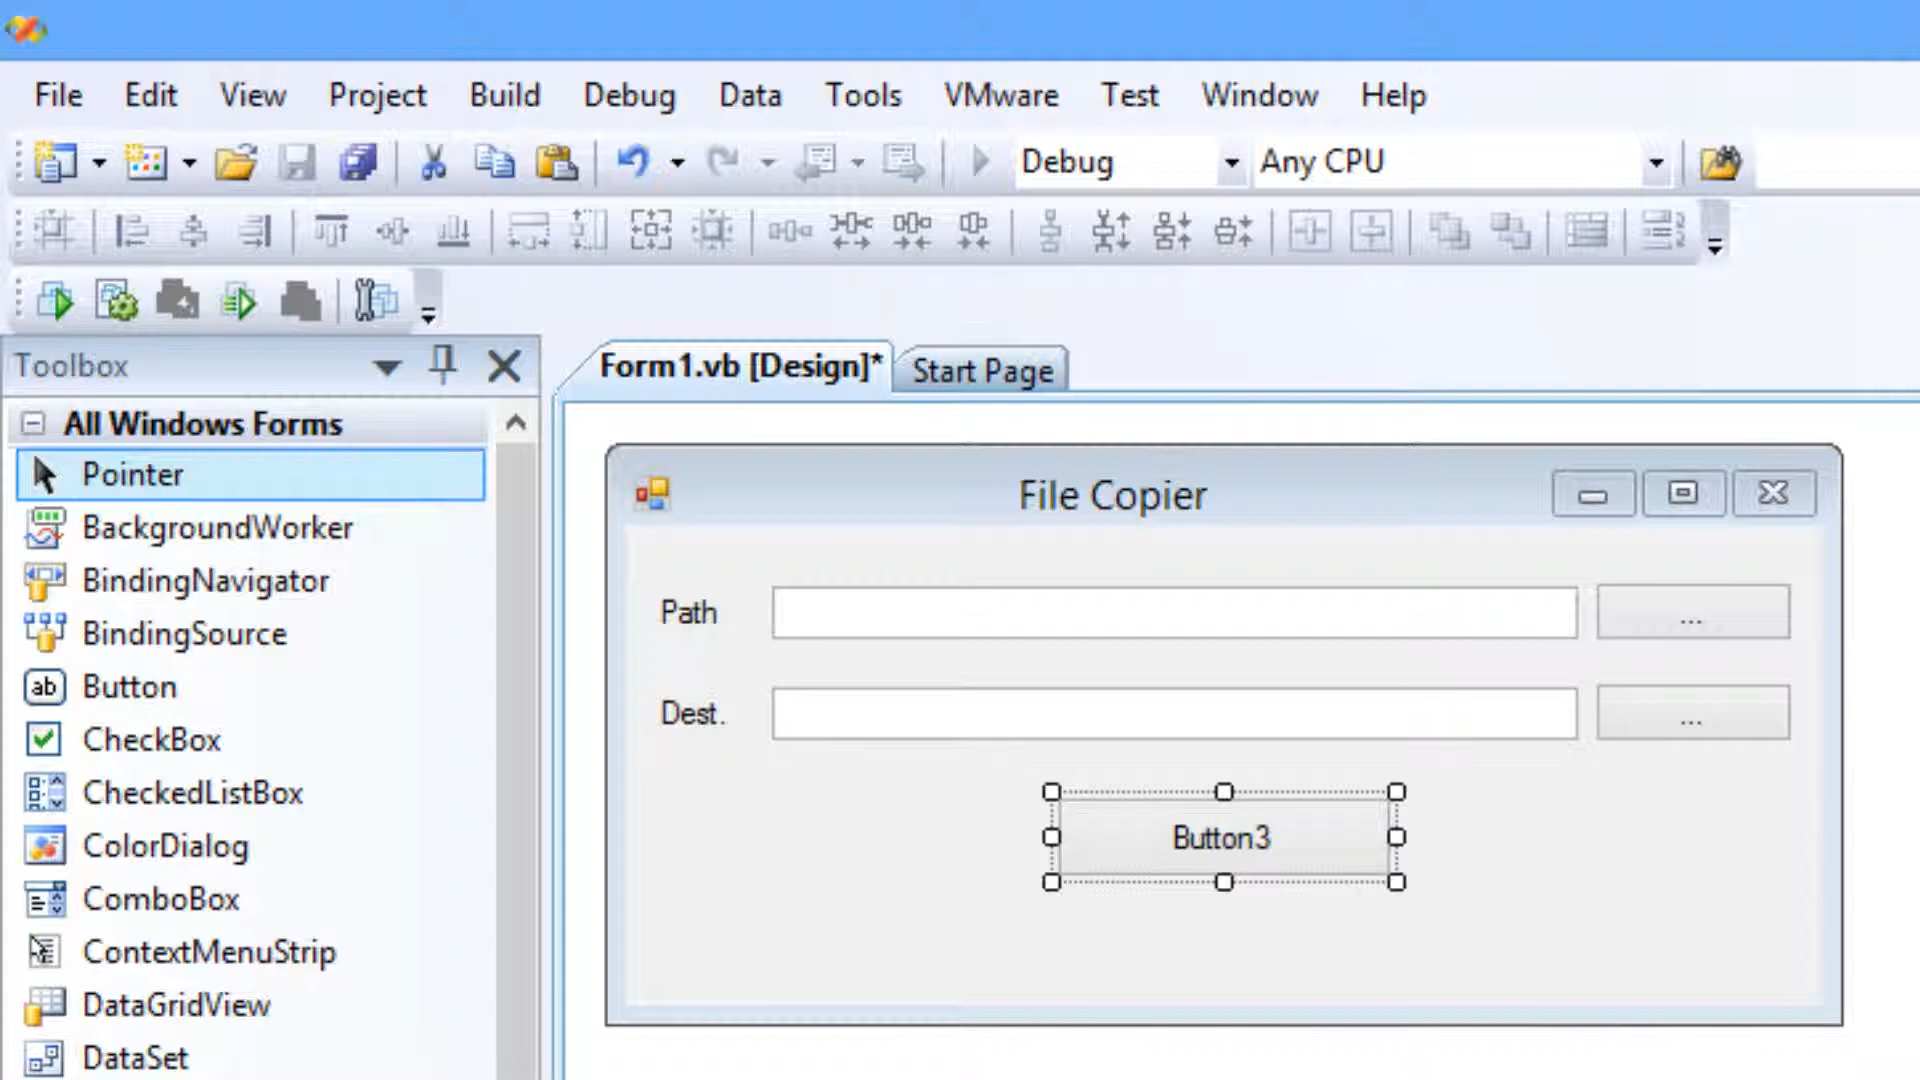 File Edit View Project Build Debug Data Tools VMware Test Window Help
Debug Any CPU
Toolbox
Form1.vb [Design]* Start Page
All Windows Forms
Pointer
BackgroundWorker
BindingNavigator
BindingSource
ab Button
CheckBox
CheckedListBox
ColorDialog
ComboBox
ContextMenuStrip
DataGridView
DataSet
File Copier
Path ...
Dest. ...
Button3